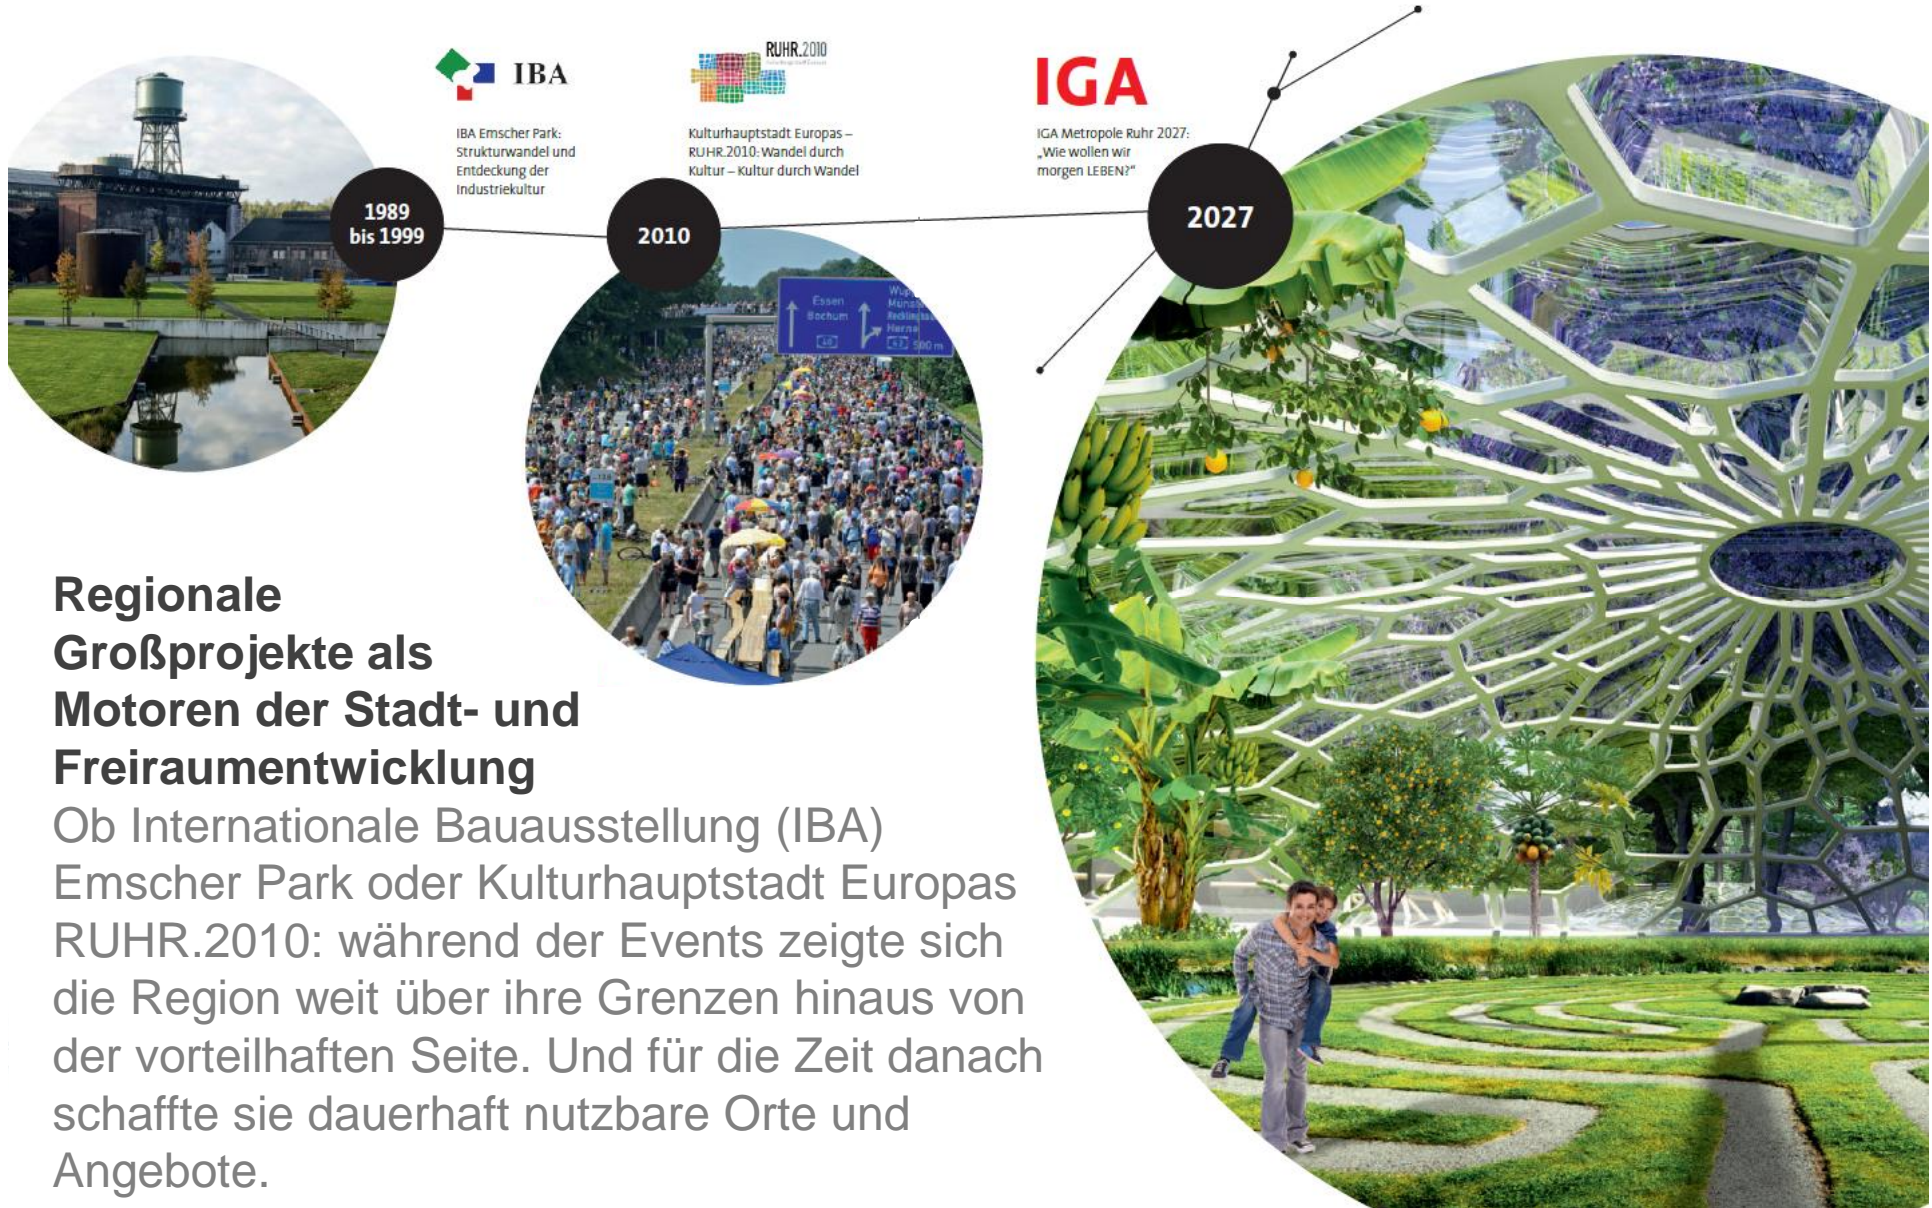 IBA
IBA Emscher Park:
Strukturwandel und
Entdeckung der
Industriekultur
RUHR.2010
Kulturhauptstadt Europas –
RUHR.2010: Wandel durch
Kultur – Kultur durch Wandel
IGA
IGA Metropole Ruhr 2027:
„Wie wollen wir
morgen LEBEN?“
1989
bis 1999
2010
2027
Essen
Bochum
Herne
500 m
Regionale
Großprojekte als
Motoren der Stadt- und
Freiraumentwicklung
Ob Internationale Bauausstellung (IBA)
Emscher Park oder Kulturhauptstadt Europas
RUHR.2010: während der Events zeigte sich
die Region weit über ihre Grenzen hinaus von
der vorteilhaften Seite. Und für die Zeit danach
schaffte sie dauerhaft nutzbare Orte und
Angebote.